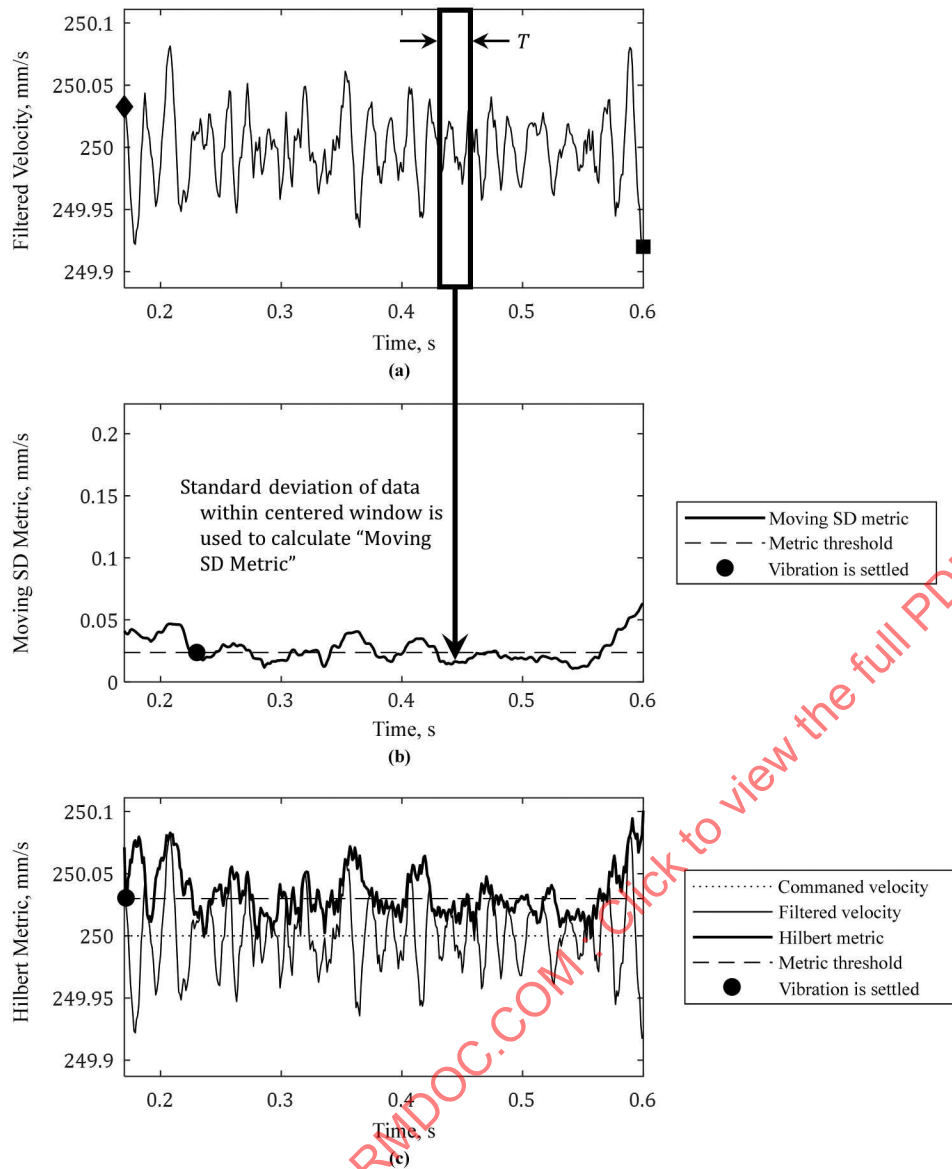 250.1
250.05
250
249.95
249.9
Filtered Velocity, mm/s
T
0.2 0.3 0.4 0.5 0.6
Time, s
(a)
0.2
0.15
0.1
0.05
0
Moving SD Metric, mm/s
Standard deviation of data
within centered window is
used to calculate “Moving
SD Metric”
0.2 0.3 0.4 0.5 0.6
Time, s
(b)
Moving SD metric
Metric threshold
Vibration is settled
250.1
250.05
250
249.95
249.9
Hilbert Metric, mm/s
0.2 0.3 0.4 0.5 0.6
Time, s
(c)
Commaned velocity
Filtered velocity
Hilbert metric
Metric threshold
Vibration is settled
RMDOC.COM : Click to view the full PD